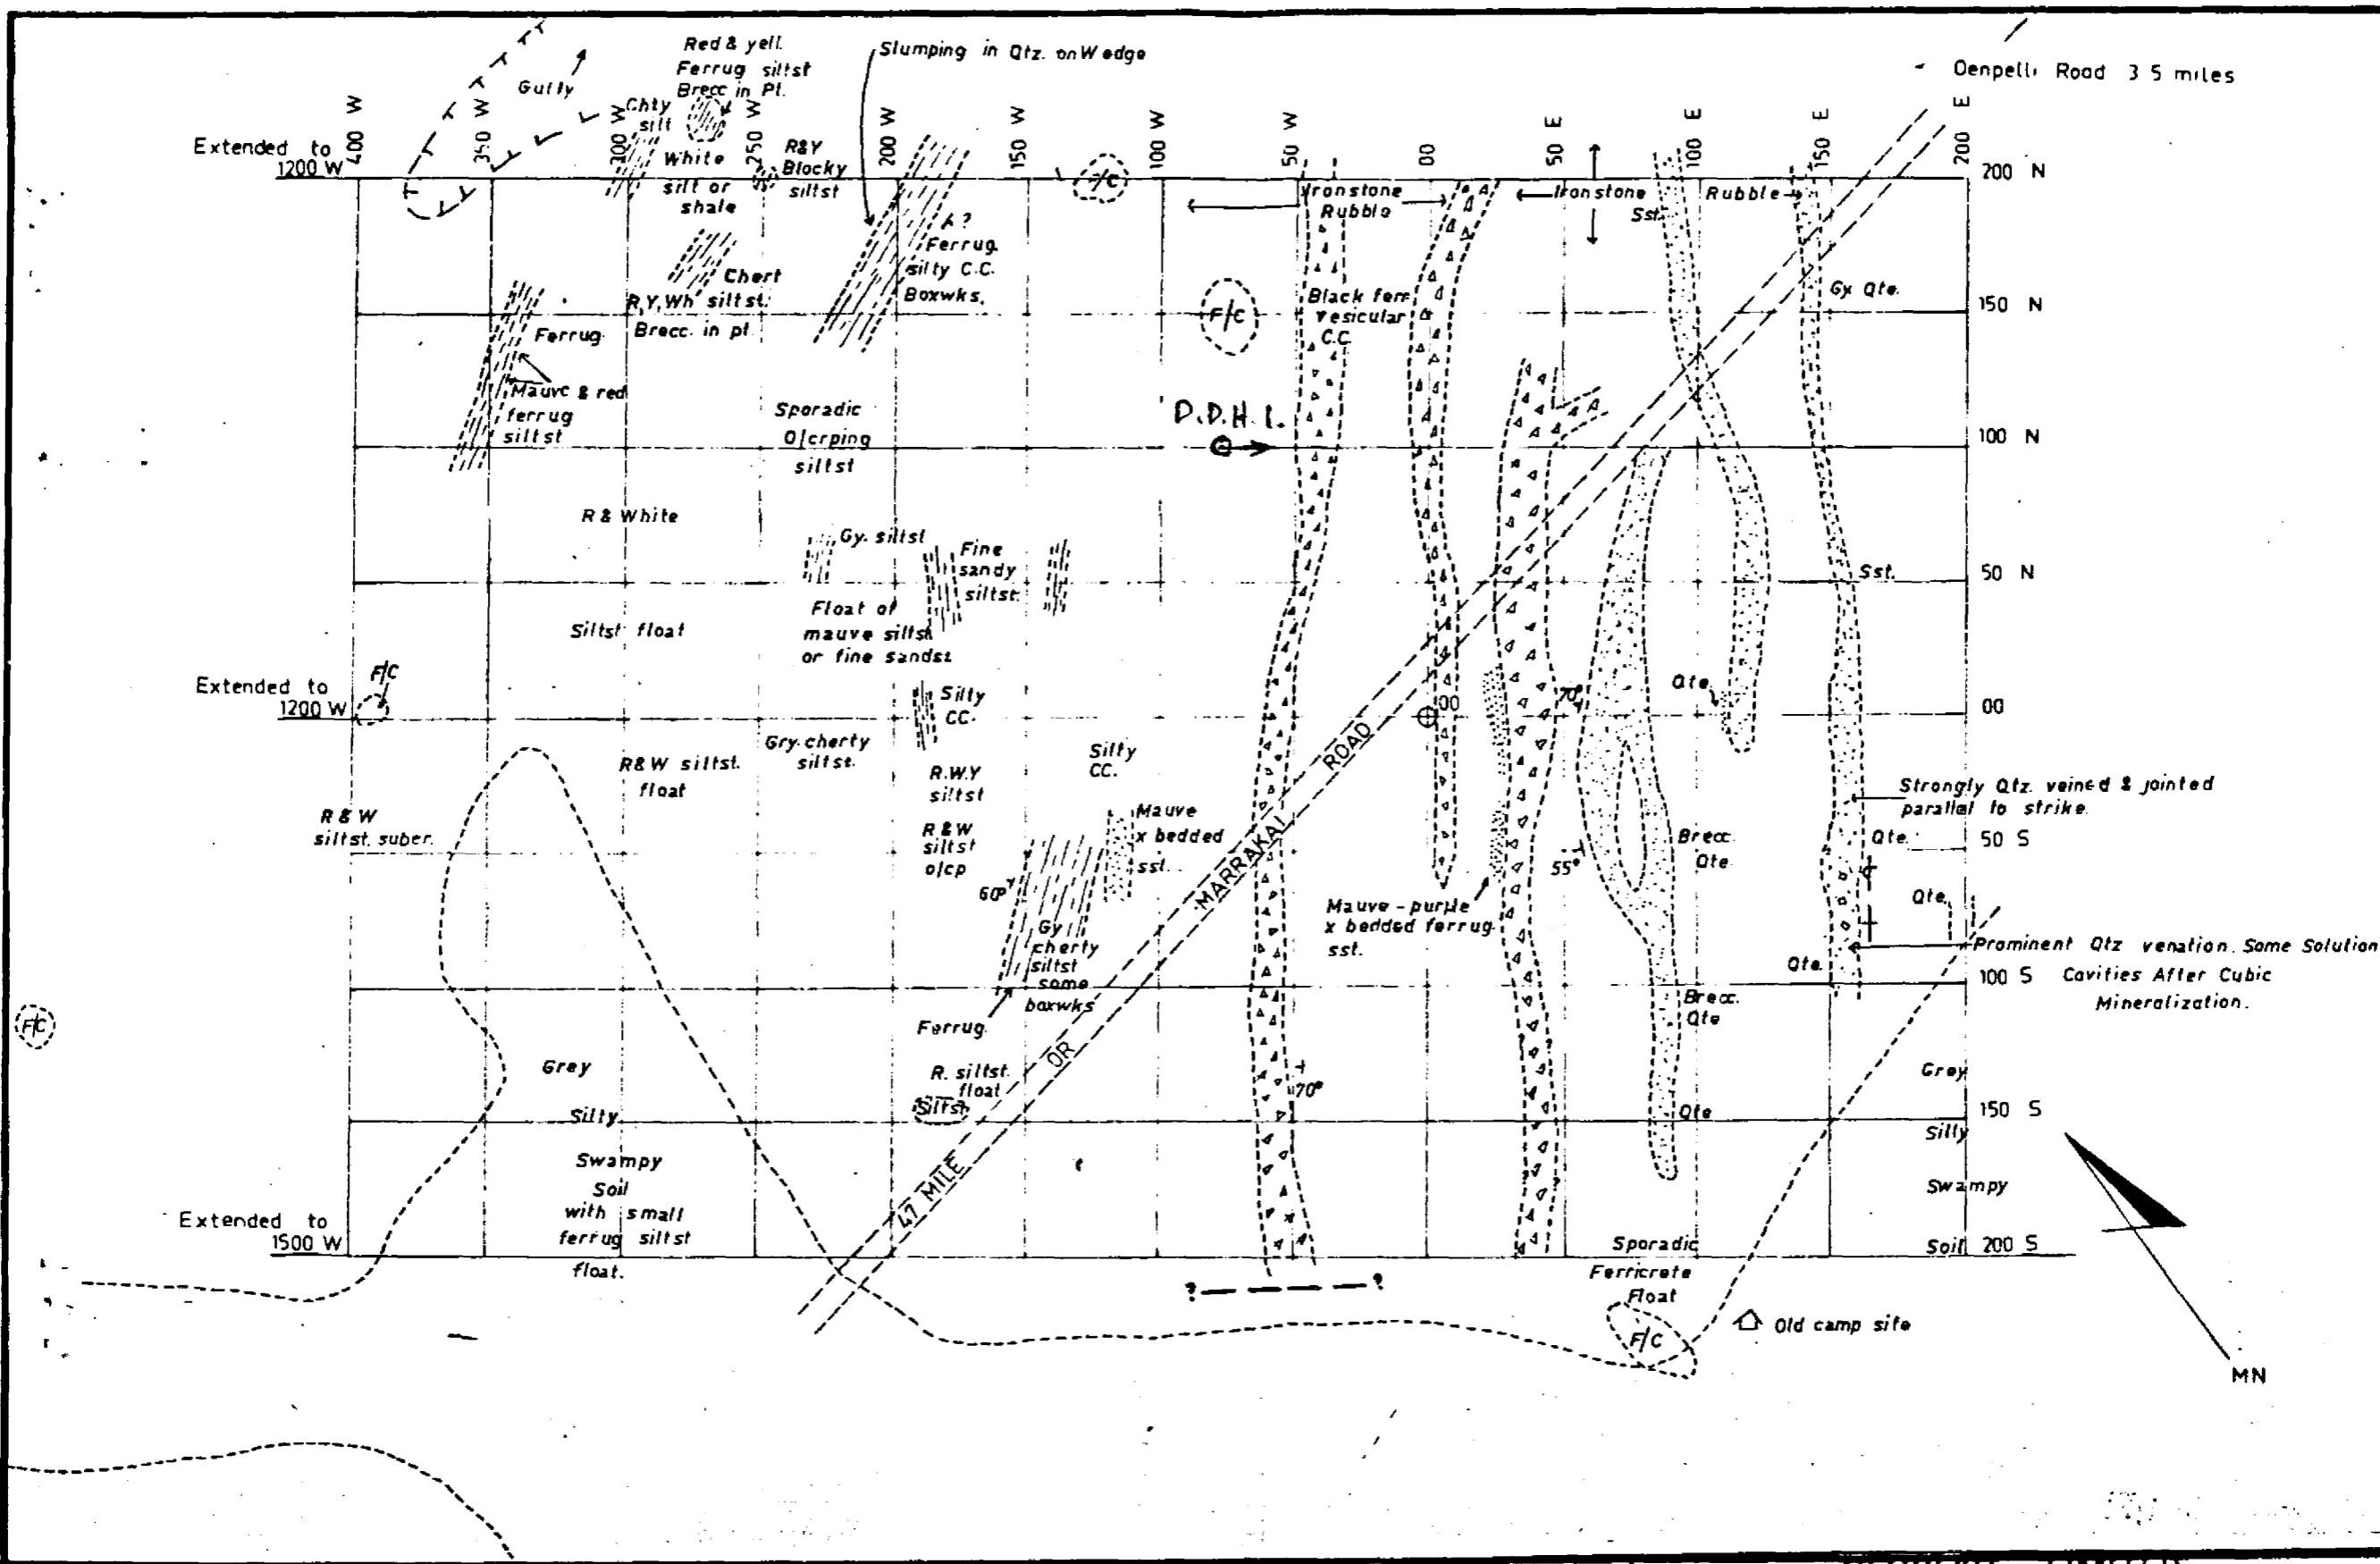 Oenpelli Road 3 5 miles
Slumping in Qtz. on W edge
Red & yell.
Ferrug siltst
Brecc in Pt.
Gully
Chty
silt
400 W
350 W
300 W
250 W
200 W
150 W
100 W
50 W
00
50 E
100 E
150 E
200 E
Extended to
1200 W
White
silt or
shale
R&Y
Blocky
siltst
F/C
Ironstone
Rubble
Ironstone
Rubble
Sst.
200 N
?
Ferrug.
silty C.C.
Boxwks.
Chert
R,Y,Wh' siltst.
Brecc. in pt.
F/C
Black ferr
vesicular
C.C.
Gy Qte.
150 N
Ferrug.
Mauve & red
ferrug
siltst
Sporadic
O/crping
siltst
D.D.H.1.
100 N
R & White
Gy. siltst
Fine
sandy
siltst.
Sst.
50 N
Float of
mauve siltst
or fine sandst
Siltst float
F/C
Extended to
1200 W
Silty
CC.
00
70°
Qte
00
Gry. cherty
siltst.
R&W siltst.
float
R.W.Y
siltst
Silty
CC.
ROAD
Strongly Qtz. veined & jointed
parallel to strike.
R & W
siltst. suber.
R & W
siltst
o/cp
Mauve
x bedded
sst.
MARRAKAI
Brecc.
Qte.
Qte.
50 S
60°
55°
Mauve - purple
x bedded ferrug.
sst.
Qte.
Gy
cherty
siltst
some
boxwks
Prominent Qtz venation. Some Solution
Cavities After Cubic
Mineralization.
Qte.
100 S
Brecc.
Qte
F/C
Ferrug.
OR
R. siltst.
float
Siltst.
70°
Qte
150 S
Grey
Silty
Swampy
Soil
with small
ferrug siltst
float.
Grey
Silly
Swampy
Soil
47 MILE
Extended to
1500 W
200 S
Sporadic
Ferricrete
Float
? ?
F/C
Old camp site
MN